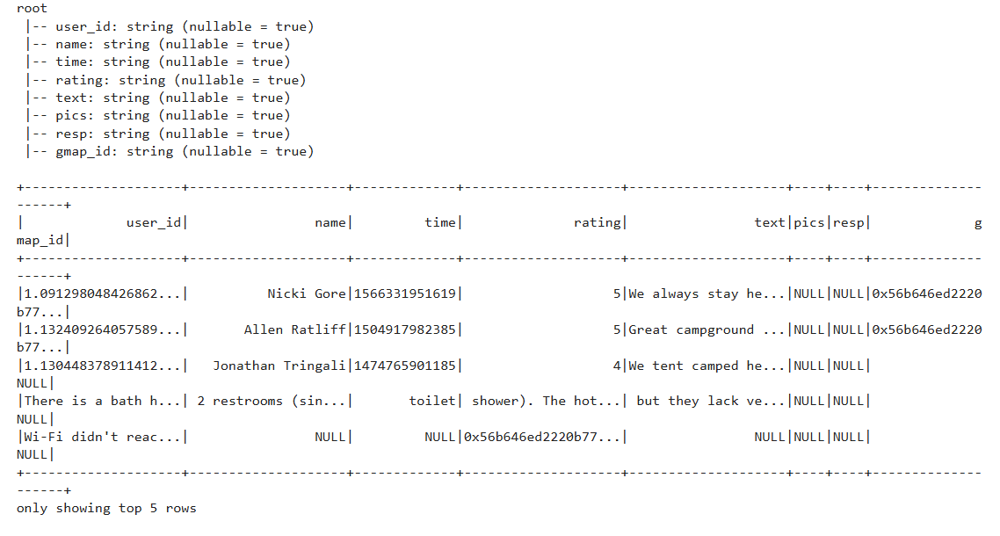 root
 |-- user_id: string (nullable = true)
 |-- name: string (nullable = true)
 |-- time: string (nullable = true)
 |-- rating: string (nullable = true)
 |-- text: string (nullable = true)
 |-- pics: string (nullable = true)
 |-- resp: string (nullable = true)
 |-- gmap_id: string (nullable = true)

+--------------------+--------------------+-------------+--------------------+--------------------+----+----+--------------
------+
|             user_id|                name|         time|              rating|                text|pics|resp|             g
map_id|
+--------------------+--------------------+-------------+--------------------+--------------------+----+----+--------------
------+
|1.091298048426862...|          Nicki Gore|1566331951619|                   5|We always stay he...|NULL|NULL|0x56b646ed2220
b77...|
|1.132409264057589...|       Allen Ratliff|1504917982385|                   5|Great campground ...|NULL|NULL|0x56b646ed2220
b77...|
|1.130448378911412...|   Jonathan Tringali|1474765901185|                   4|We tent camped he...|NULL|NULL|
NULL|
|There is a bath h...| 2 restrooms (sin...|       toilet| shower). The hot...| but they lack ve...|NULL|NULL|
NULL|
|Wi-Fi didn't reac...|                NULL|         NULL|0x56b646ed2220b77...|                NULL|NULL|NULL|
NULL|
+--------------------+--------------------+-------------+--------------------+--------------------+----+----+--------------
------+
only showing top 5 rows